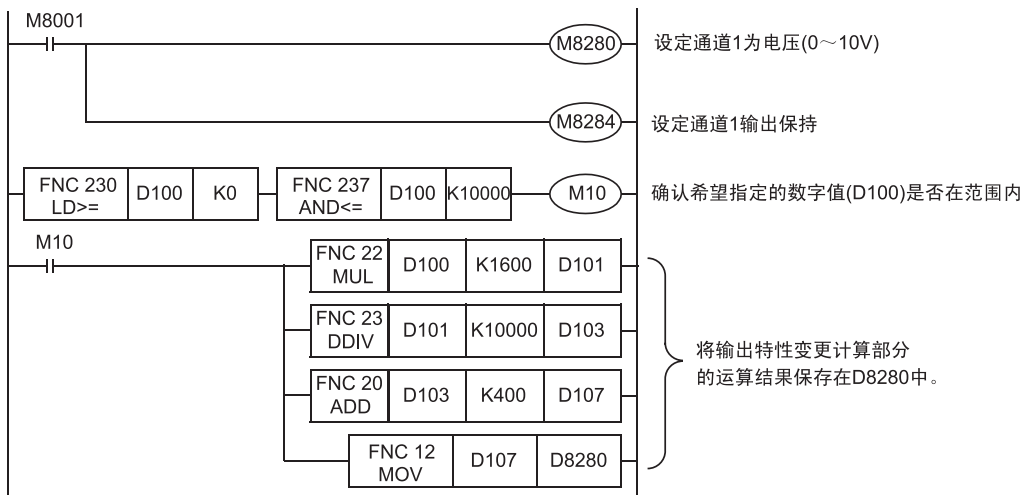 M8001
M8280
设定通道1为电压(0～10V)
M8284
设定通道1输出保持
FNC 230
LD>=
D100
K0
FNC 237
AND<=
D100
K10000
M10
确认希望指定的数字值(D100)是否在范围内
M10
FNC 22
MUL
D100
K1600
D101
FNC 23
DDIV
D101
K10000
D103
将输出特性变更计算部分
的运算结果保存在D8280中。
FNC 20
ADD
D103
K400
D107
FNC 12
MOV
D107
D8280